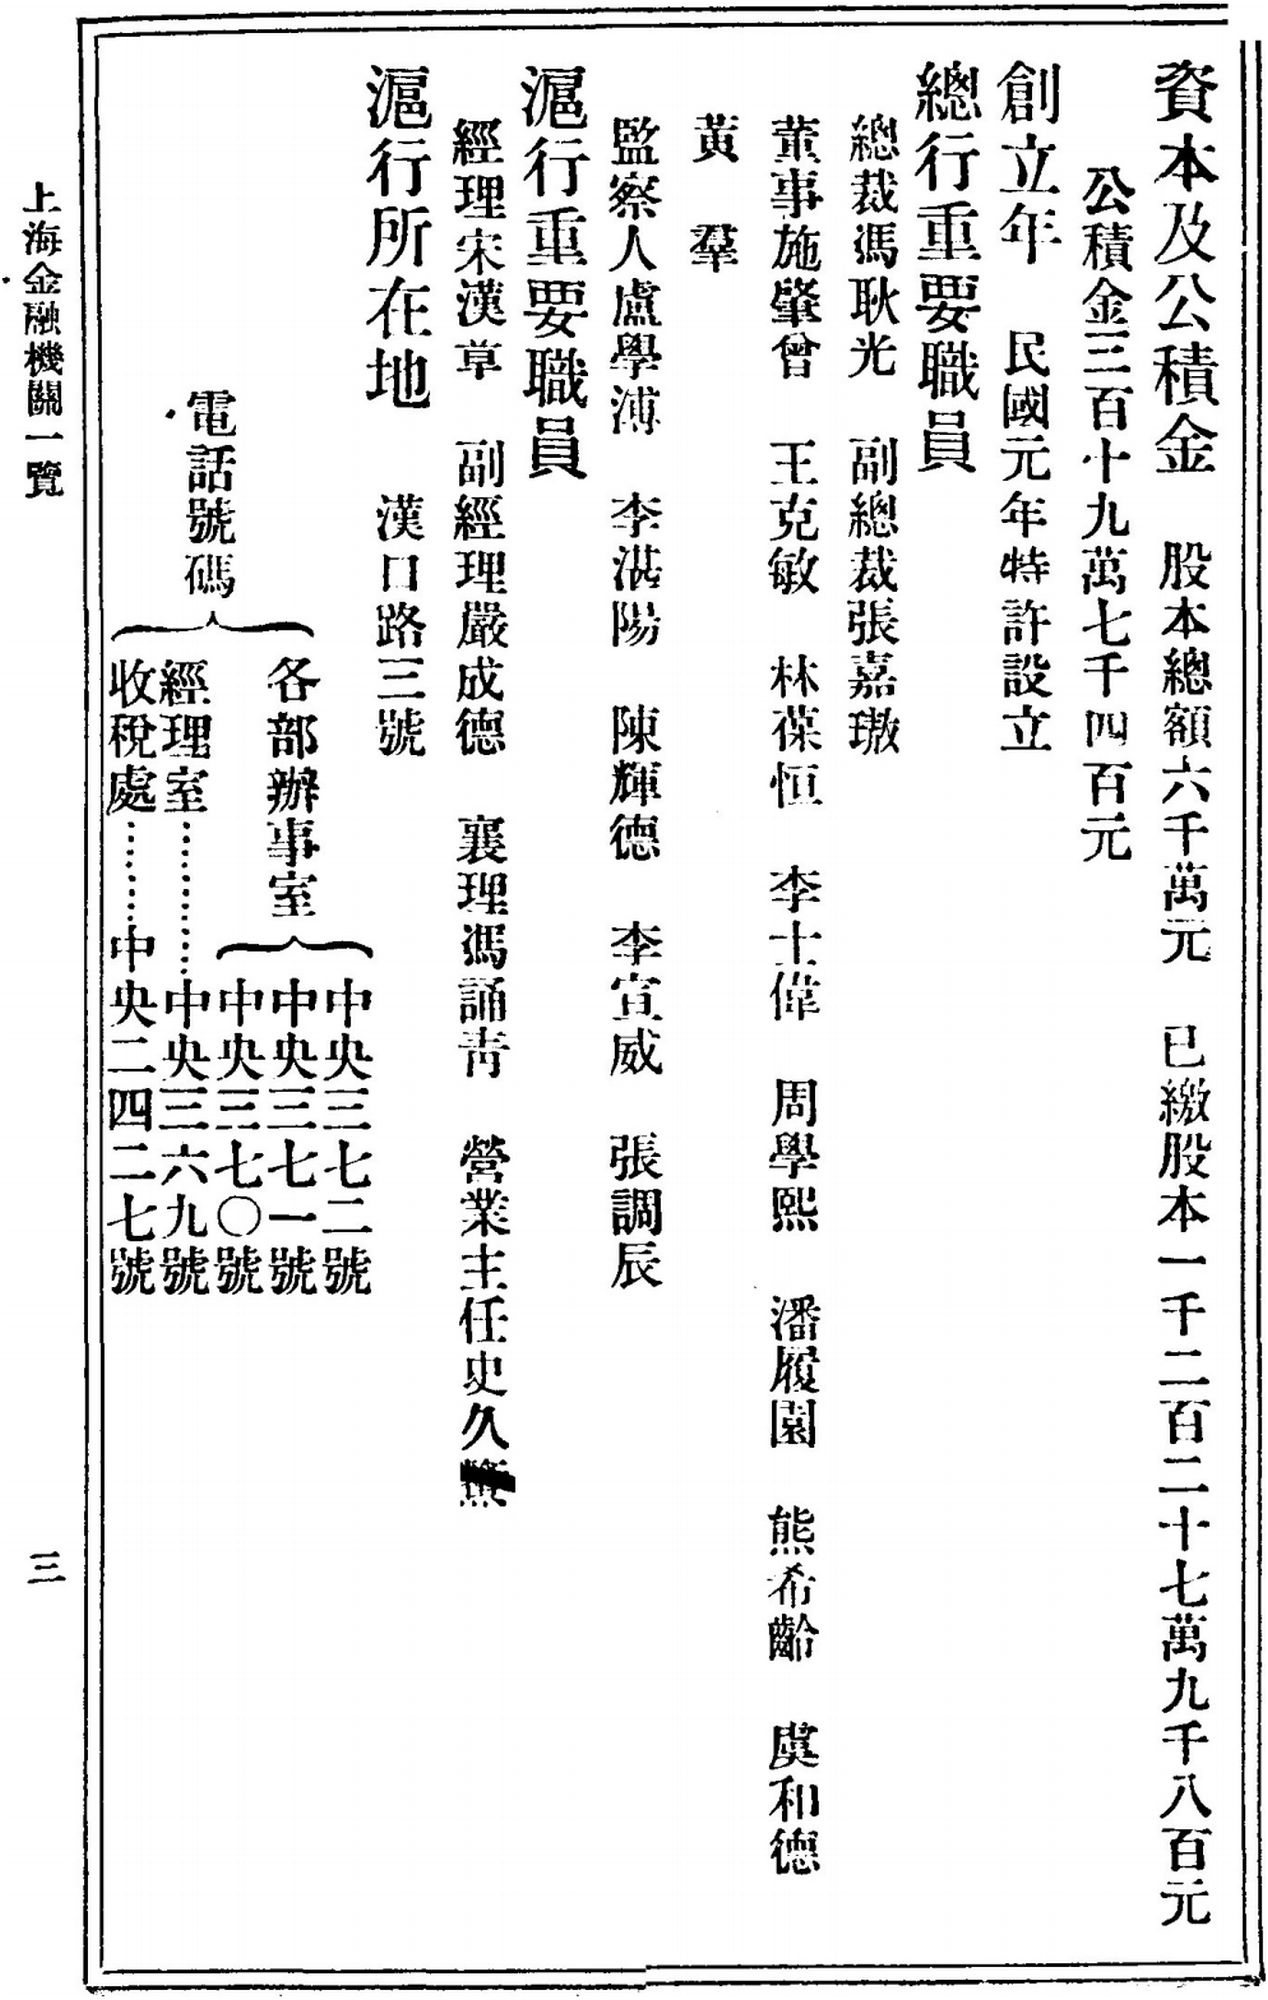 資本及公積金　股本總額六千萬元　已繳股本一千二百二十七萬九千八百元
公積金三百十九萬七千四百元
創立年　民國元年特許設立
總行重要職員
總裁馮耿光　副總裁張嘉璈
董事施肇曾　王克敏　林葆恒　李士偉　周學熙　潘履園　熊希齡　虞和德
黃　羣
監察人盧學溥　李湛陽　陳輝德　李宣威　張調辰
滬行重要職員
經理宋漢章　副經理嚴成德　襄理馮誦青　營業主任史久
滬行所在地　漢口路三號
電話號碼
各部辦事室
中央三七二號
中央三七一號
中央三七〇號
經理室………中央三六九號
收稅處……中央二四二七號
上海金融機關一覽
三